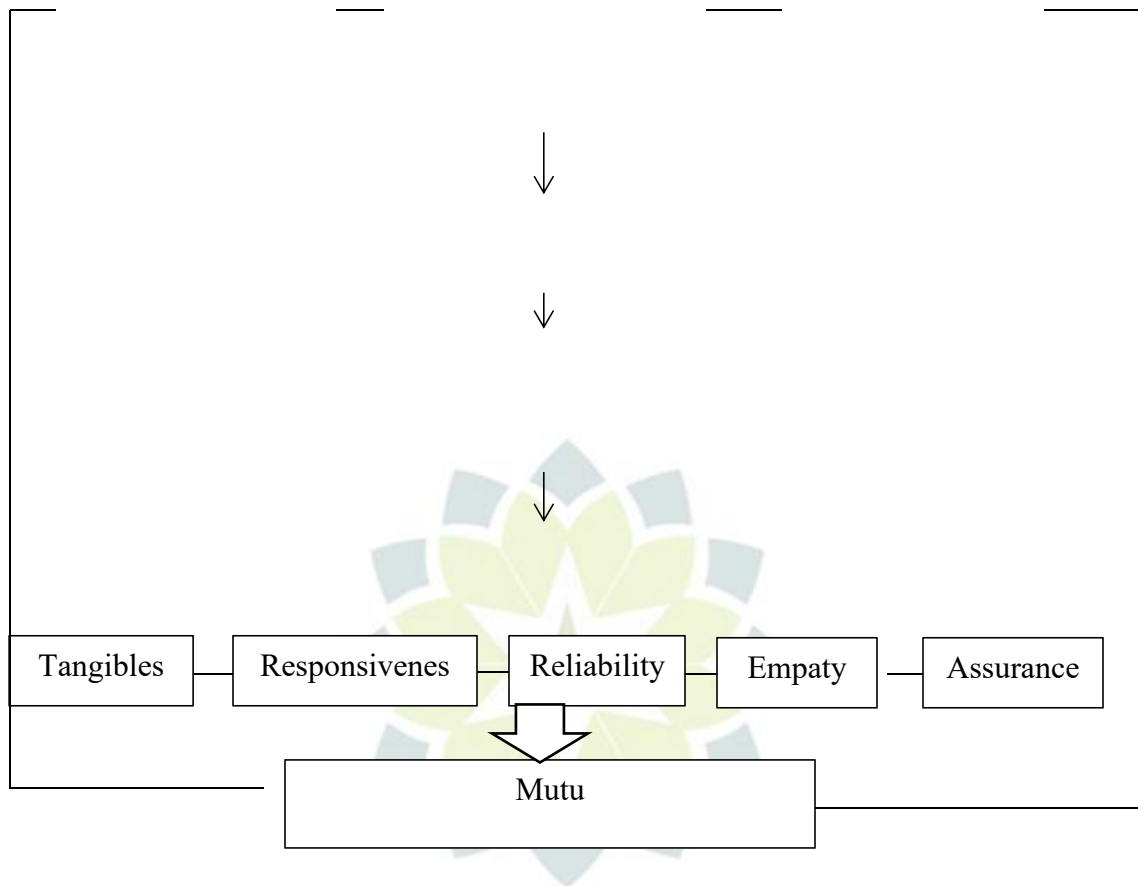 Tangibles
Responsivenes
Reliability
Empaty
Assurance
Mutu